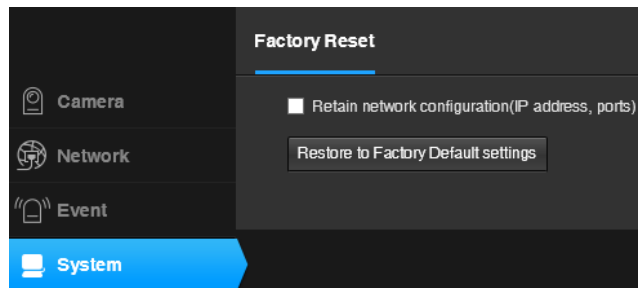 Factory Reset
Camera
Retain network configuration(IP address, ports)
Network
Restore to Factory Default settings
Event
System